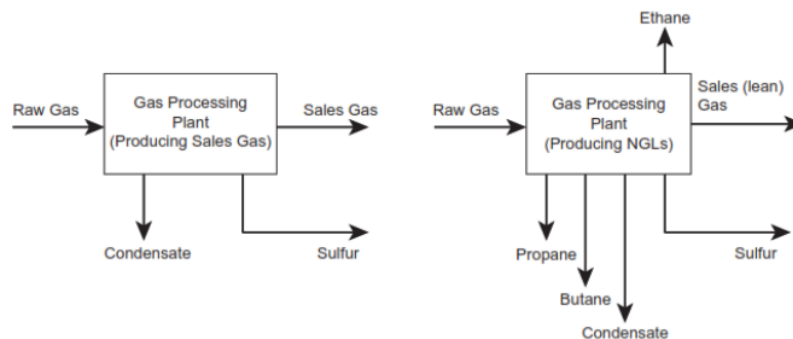 Raw Gas
Gas Processing
Plant
(Producing Sales Gas)
Sales Gas
Condensate
Sulfur
Ethane
Raw Gas
Gas Processing
Plant
(Producing NGLs)
Sales (lean)
Gas
Propane
Butane
Condensate
Sulfur